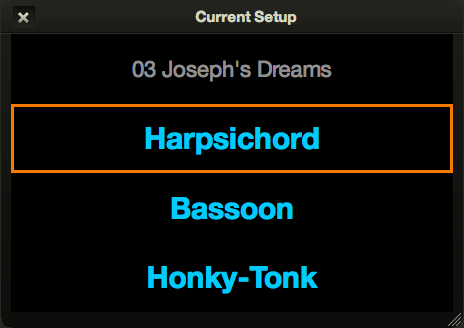 Current Setup
03 Joseph's Dreams
Harpsichord
Bassoon
Honky-Tonk